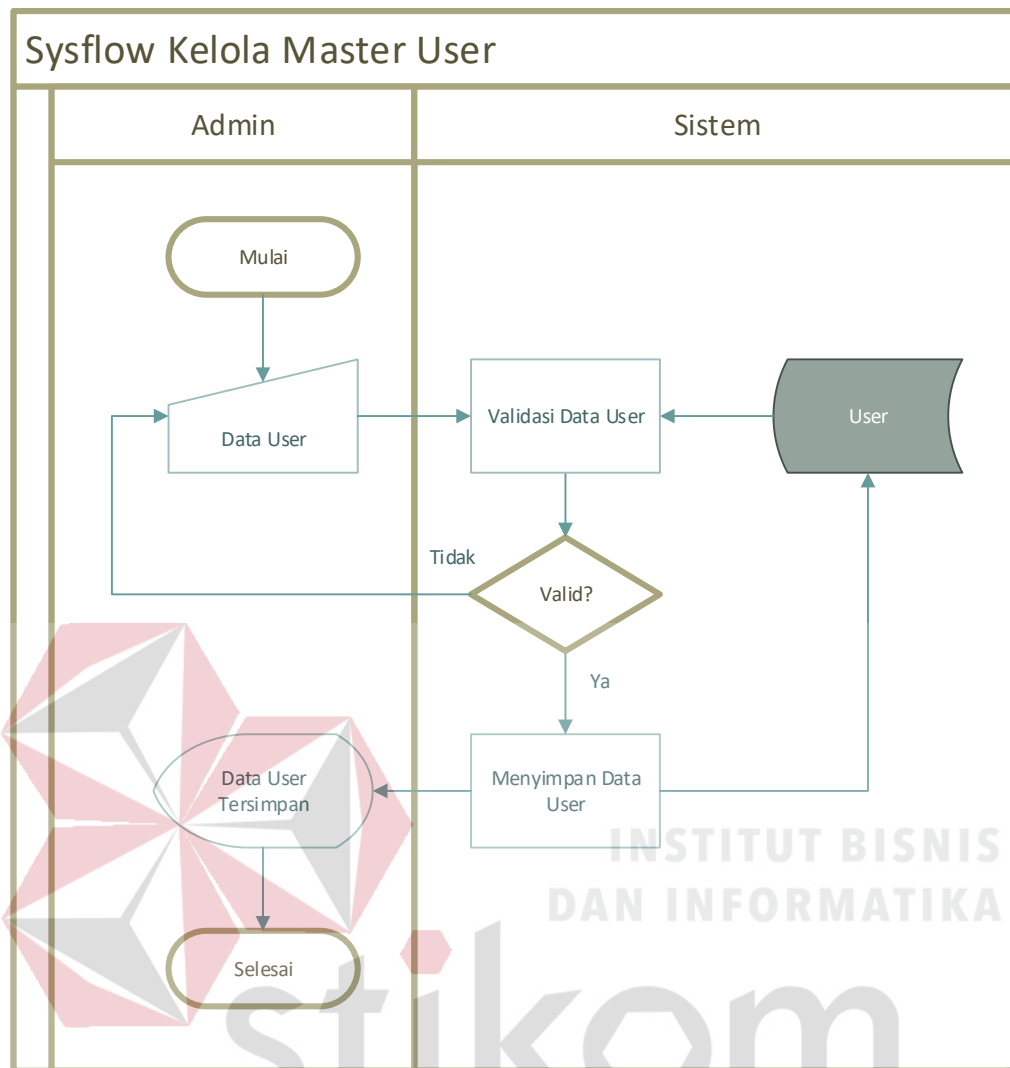 Sysflow Kelola Master User
Admin
Sistem
Mulai
Data User
Validasi Data User
User
Tidak
Valid?
Ya
Data User
Tersimpan
Menyimpan Data
User
INSTITUT BISNIS
DAN INFORMATIKA
Selesai
stikom